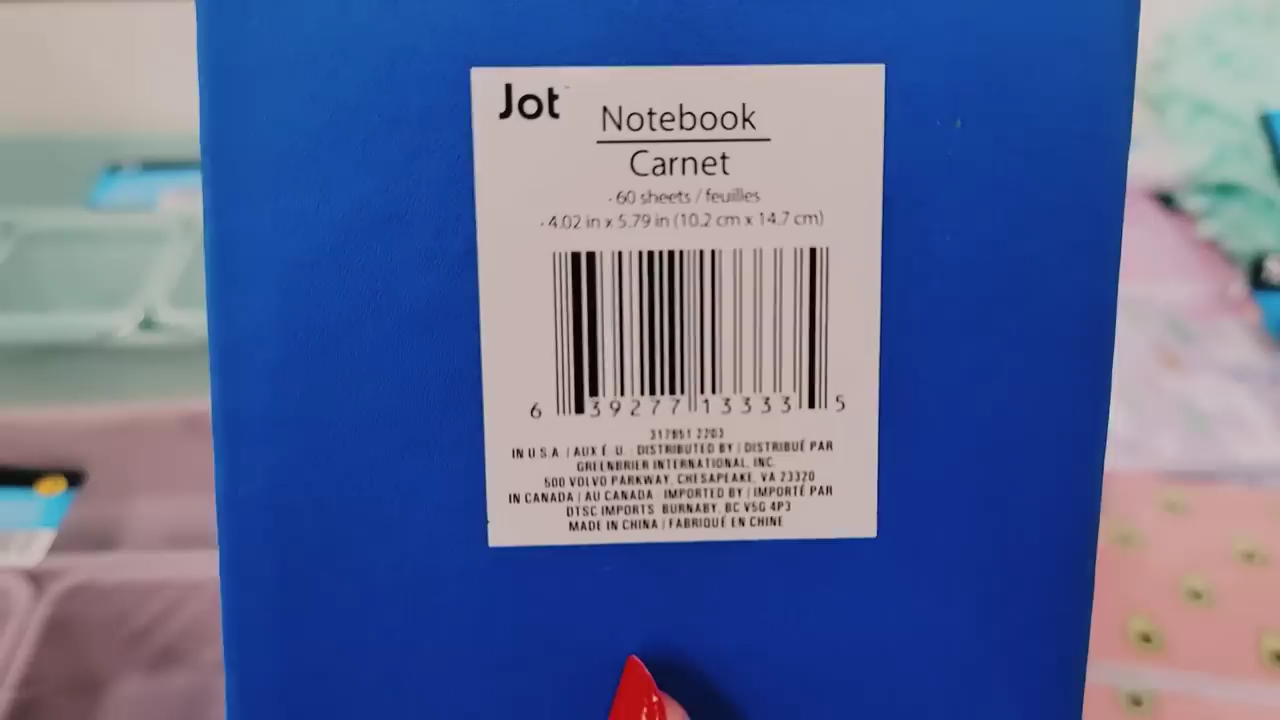 Jot™
Notebook
Carnet
· 60 sheets / feuilles
· 4.02 in x 5.79 in (10.2 cm x 14.7 cm)
6 39277 13333 5
317851 2203
IN U.S.A. / AUX É. U. : DISTRIBUTED BY / DISTRIBUÉ PAR
GREENBRIER INTERNATIONAL, INC.
500 VOLVO PARKWAY, CHESAPEAKE, VA 23320
IN CANADA / AU CANADA : IMPORTED BY / IMPORTÉ PAR
DTSC IMPORTS, BURNABY, BC V5G 4P3
MADE IN CHINA / FABRIQUÉ EN CHINE